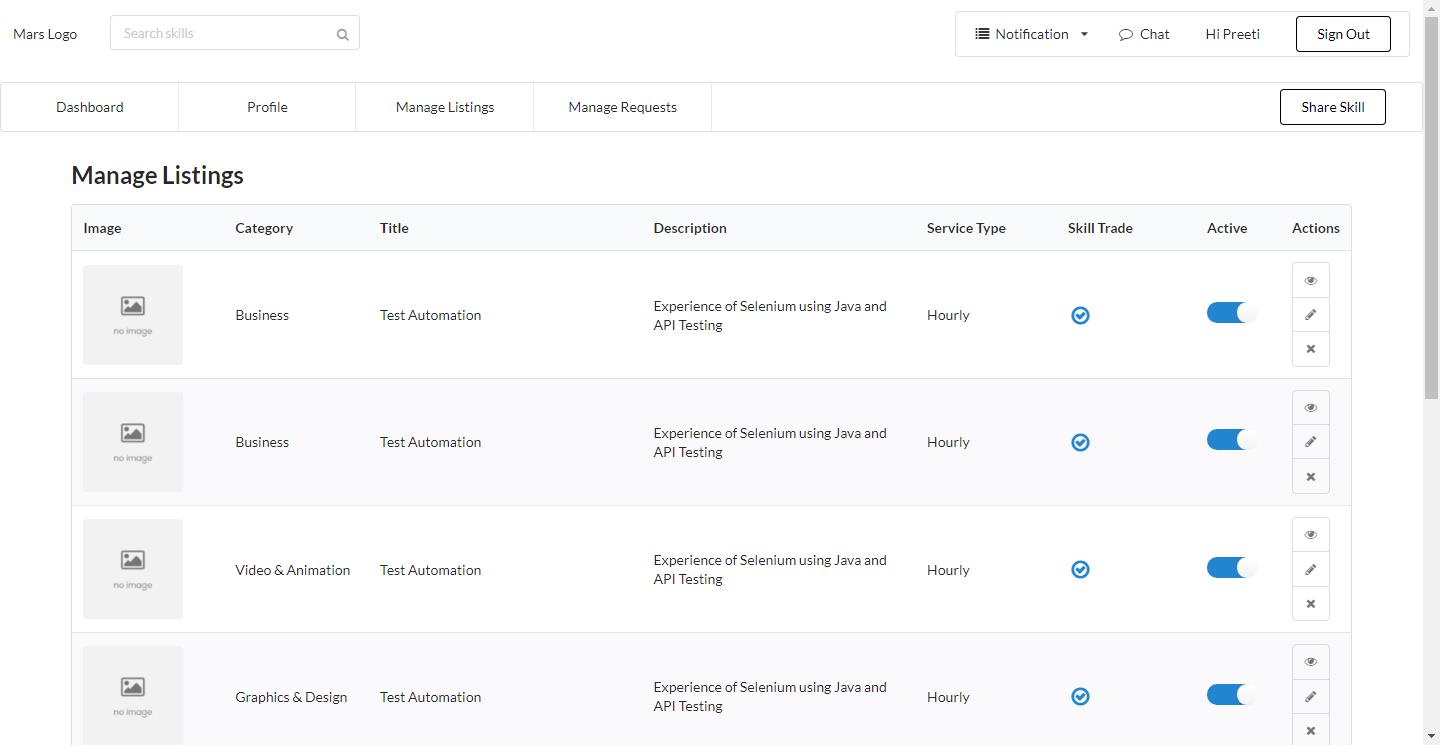 Mars Logo
Search skills
Notification
Chat
Hi Preeti
Sign Out
Dashboard
Profile
Manage Listings
Manage Requests
Share Skill
Manage Listings
Image
Category
Title
Description
Service Type
Skill Trade
Active
Actions
no image
Business
Test Automation
Experience of Selenium using Java and
API Testing
Hourly
no image
Business
Test Automation
Experience of Selenium using Java and
API Testing
Hourly
no image
Video & Animation
Test Automation
Experience of Selenium using Java and
API Testing
Hourly
no image
Graphics & Design
Test Automation
Experience of Selenium using Java and
API Testing
Hourly